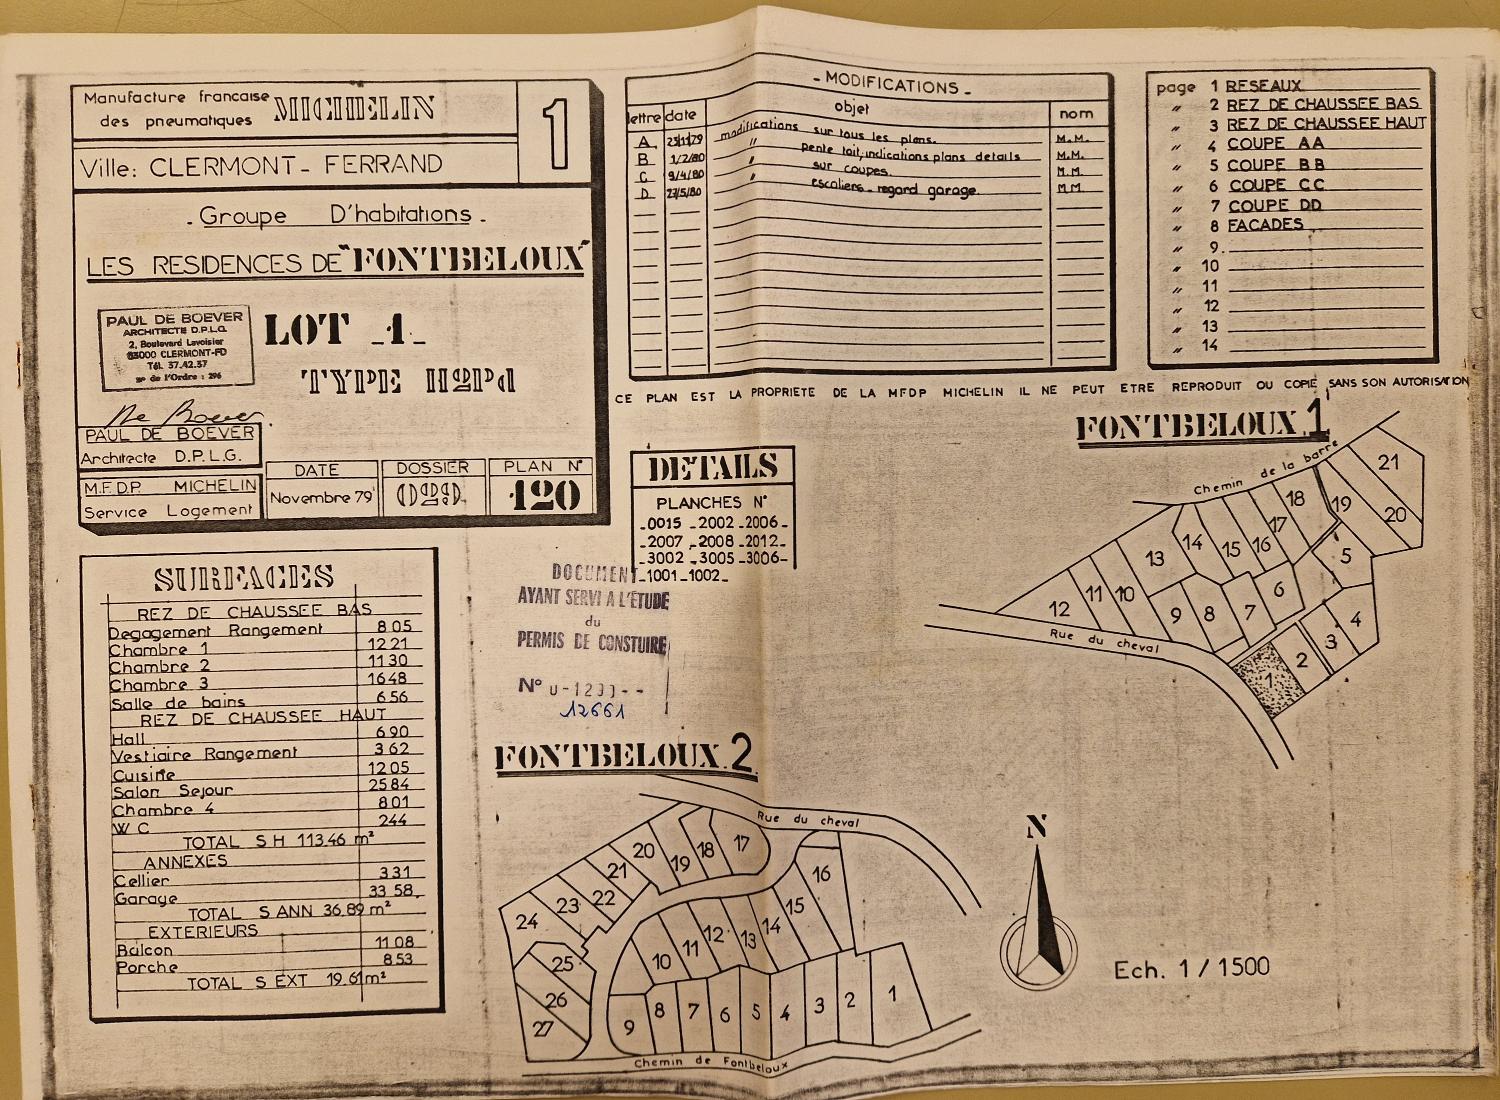 Manufacture francaise MICHELIN
des pneumatiques
1
Ville: CLERMONT-FERRAND
- Groupe D'habitations -
LES RESIDENCES DE "FONTBELOUX"
PAUL DE BOEVER
ARCHITECTE D.P.L.G.
2, Boulevard Lavoisier
63000 CLERMONT-FD
Tél. 37.42.57
n° de l'Ordre : 296
LOT -1-
TYPE
De Boever
PAUL DE BOEVER
Architecte D.P.L.G.
M.F.D.P. MICHELIN
Service Logement
DATE
Novembre 79
DOSSIER
PLAN N°
120
- MODIFICATIONS -
lettre date objet nom
A 23/11/79 modifications sur tous les plans. M.M.
B 1/2/80 " pente toit, indications plans details M.M.
C 9/4/80 " sur coupes. M.M.
D 27/5/80 " escaliers - regard garage. M.M.
page 1 RESEAUX
" 2 REZ DE CHAUSSEE BAS
" 3 REZ DE CHAUSSEE HAUT
" 4 COUPE AA
" 5 COUPE BB
" 6 COUPE CC
" 7 COUPE DD
" 8 FACADES
" 9
" 10
" 11
" 12
" 13
" 14
CE PLAN EST LA PROPRIETE DE LA MFDP MICHELIN IL NE PEUT ETRE REPRODUIT OU COPIE SANS SON AUTORISATION
DETAILS
PLANCHES N°
-0015 -2002 -2006-
-2007 -2008 -2012-
-3002 -3005 -3006-
-1001 -1002-
DOCUMENT
AYANT SERVI A L'ÉTUDE
du
PERMIS DE CONSTUIRE
N°
12661
SURFACES
REZ DE CHAUSSEE BAS
Degagement Rangement 8 05
Chambre 1 12 21
Chambre 2 11 30
Chambre 3 16 48
Salle de bains 6 56
REZ DE CHAUSSEE HAUT
Hall 6 90
Vestiaire Rangement 3 62
Cuisine 12 05
Salon Sejour 25 84
Chambre 4 8 01
W C 2 44
TOTAL S H 113.46 m²
ANNEXES
Cellier 3 31
Garage 33 58
TOTAL S ANN 36.89 m²
EXTERIEURS
Balcon 11 08
Porche 8 53
TOTAL S EXT 19.61 m²
FONTBELOUX 1
Chemin de la barre
21
18
19
20
17
14
15
16
13
5
11
10
12
9
8
7
6
4
3
2
1
Rue du cheval
FONTBELOUX 2
Rue du cheval
20
19
18
17
21
22
23
24
16
15
14
13
12
11
10
25
26
27
9
8
7
6
5
4
3
2
1
Chemin de Fontbeloux
N
Ech. 1 / 1500